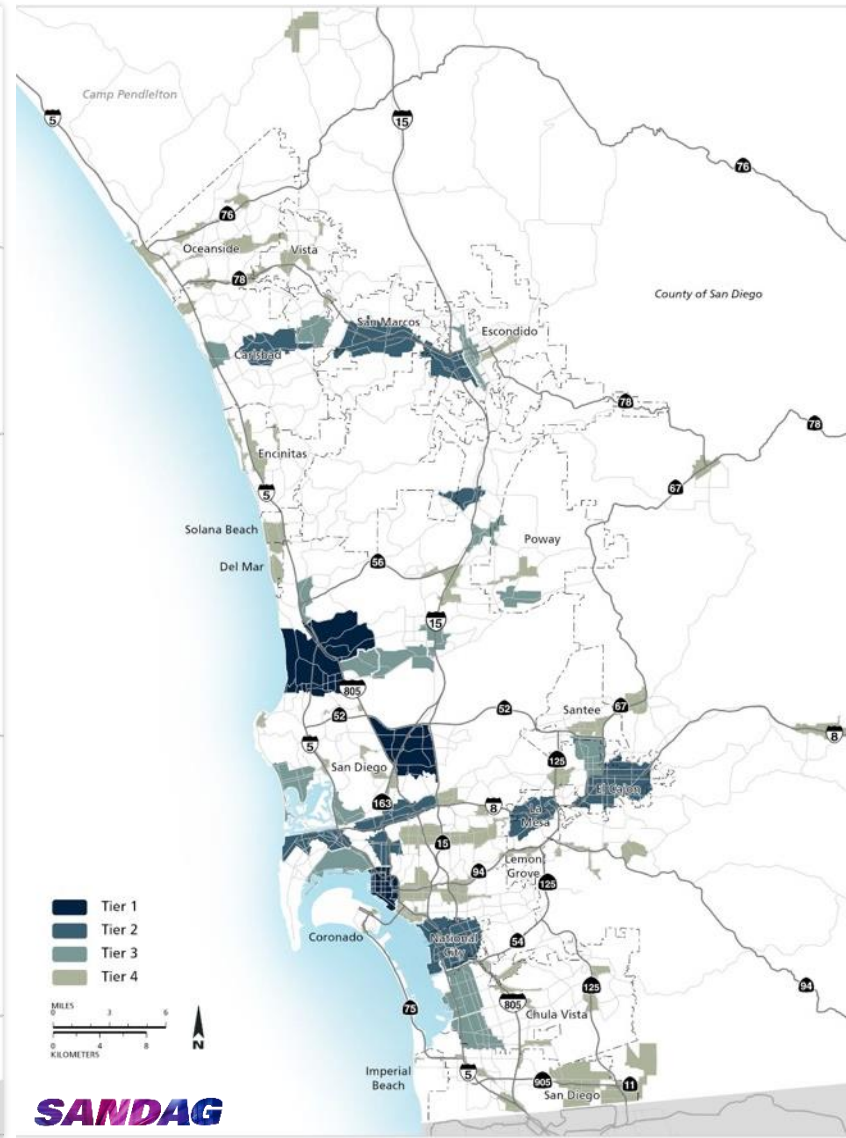 Camp Pendlelton
5
15
76
76
Oceanside
Vista
78
County of San Diego
San Marcos
Escondido
Carlsbad
78
78
Encinitas
67
5
Solana Beach
Poway
Del Mar
56
15
805
52
52
Santee
67
5
8
San Diego
125
El Cajon
163
8
La
Mesa
15
Lemon
Grove
94
125
Tier 1
Tier 2
Tier 3
Tier 4
Coronado
National
City
54
125
94
MILES
0 3 6
0 4 8
KILOMETERS
N
75
805
Chula Vista
Imperial
Beach
5
905
11
San Diego
SANDAG